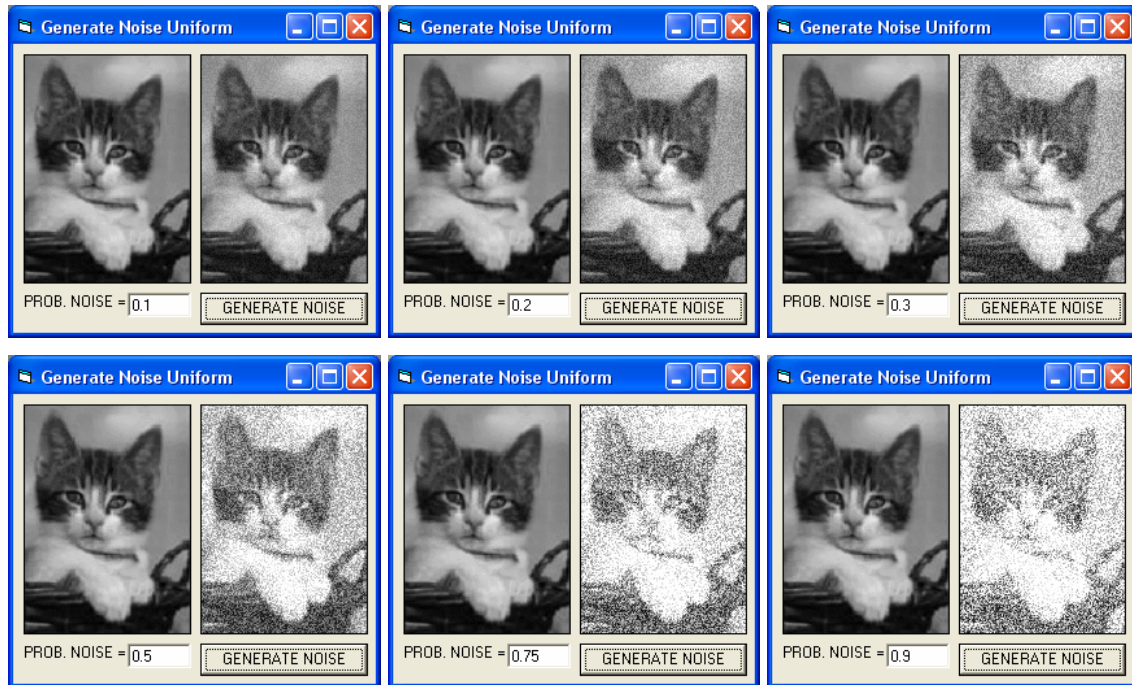 Generate Noise Uniform
PROB. NOISE = 0.1
GENERATE NOISE
Generate Noise Uniform
PROB. NOISE = 0.2
GENERATE NOISE
Generate Noise Uniform
PROB. NOISE = 0.3
GENERATE NOISE
Generate Noise Uniform
PROB. NOISE = 0.5
GENERATE NOISE
Generate Noise Uniform
PROB. NOISE = 0.75
GENERATE NOISE
Generate Noise Uniform
PROB. NOISE = 0.9
GENERATE NOISE